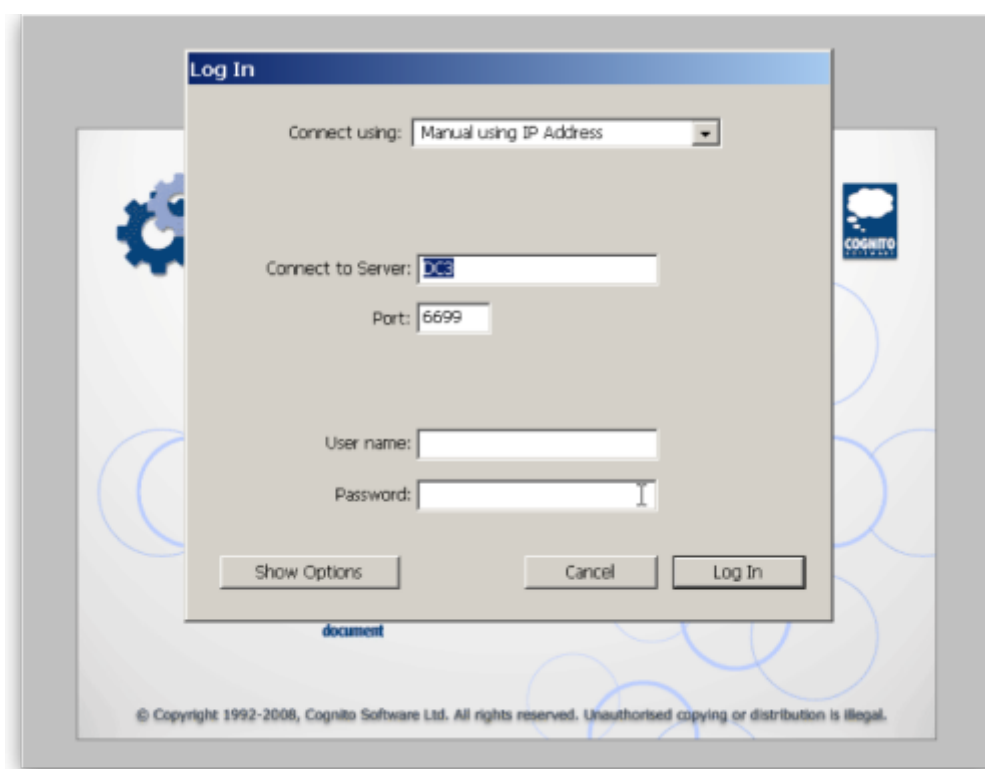 Log In
Connect using: Manual using IP Address
COGNITO
SOFTWARE
Connect to Server: DC3
Port: 6699
User name:
Password:
Show Options Cancel Log In
document
© Copyright 1992-2008, Cognito Software Ltd. All rights reserved. Unauthorised copying or distribution is illegal.